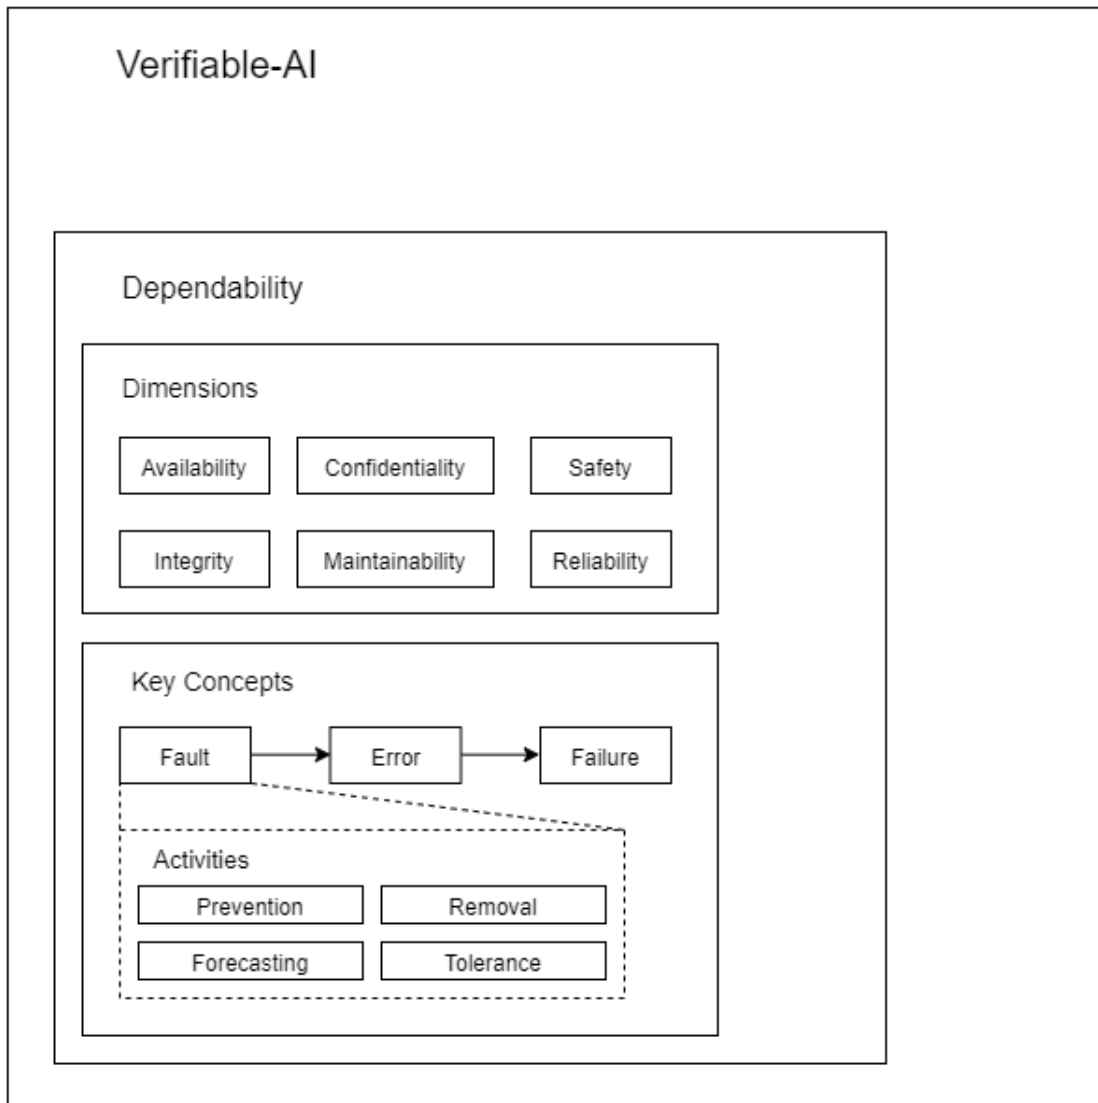 Verifiable-AI
Dependability
Dimensions
Availability
Confidentiality
Safety
Integrity
Maintainability
Reliability
Key Concepts
Fault
Error
Failure
Activities
Prevention
Removal
Forecasting
Tolerance